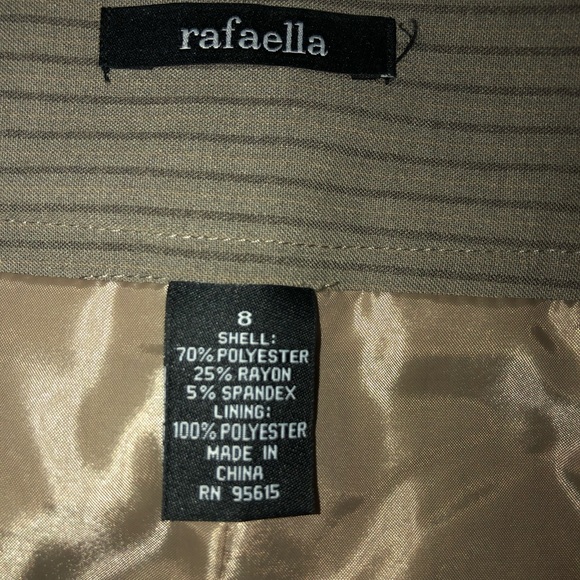 rafaella
8
SHELL:
70% POLYESTER
25% RAYON
5% SPANDEX
LINING:
100% POLYESTER
MADE IN
CHINA
RN 95615